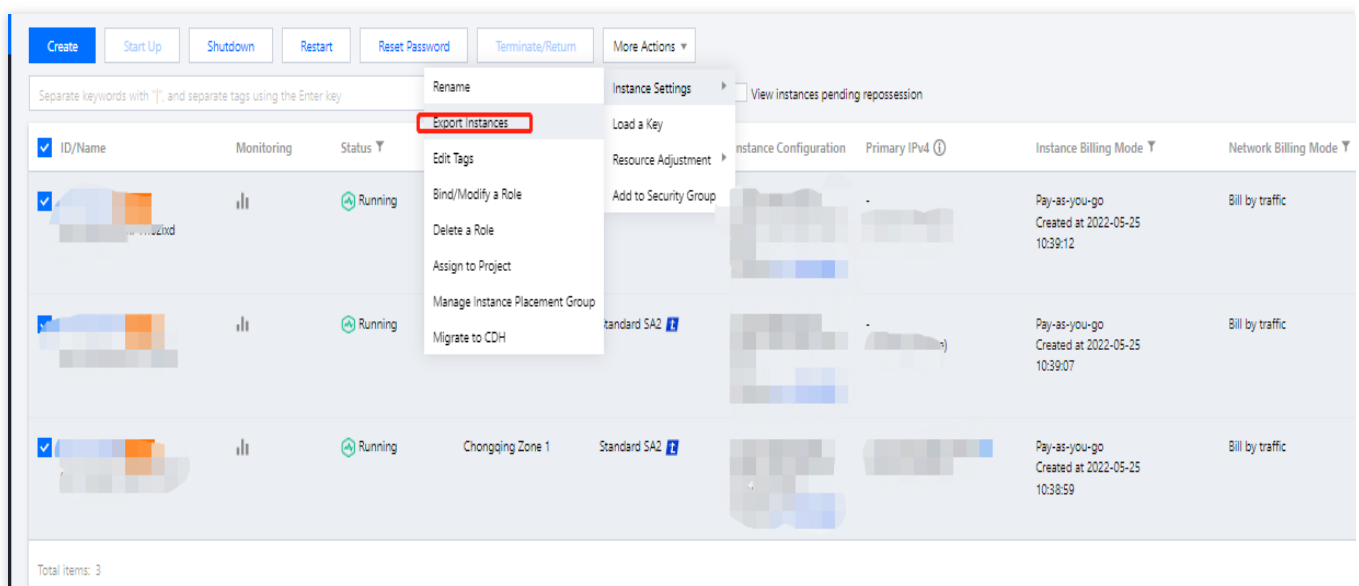 Create
Start Up
Shutdown
Restart
Reset Password
Terminate/Return
More Actions
Separate keywords with "|", and separate tags using the Enter key
Rename
Export Instances
Edit Tags
Bind/Modify a Role
Delete a Role
Assign to Project
Manage Instance Placement Group
Migrate to CDH
Instance Settings
Load a Key
Resource Adjustment
Add to Security Group
View instances pending repossession
ID/Name
Monitoring
Status
nstance Configuration
Primary IPv4
Instance Billing Mode
Network Billing Mode
Running
-
Pay-as-you-go
Created at 2022-05-25
10:39:12
Bill by traffic
Running
tandard SA2
-
Pay-as-you-go
Created at 2022-05-25
10:39:07
Bill by traffic
Running
Chongqing Zone 1
Standard SA2
Pay-as-you-go
Created at 2022-05-25
10:38:59
Bill by traffic
Total items: 3